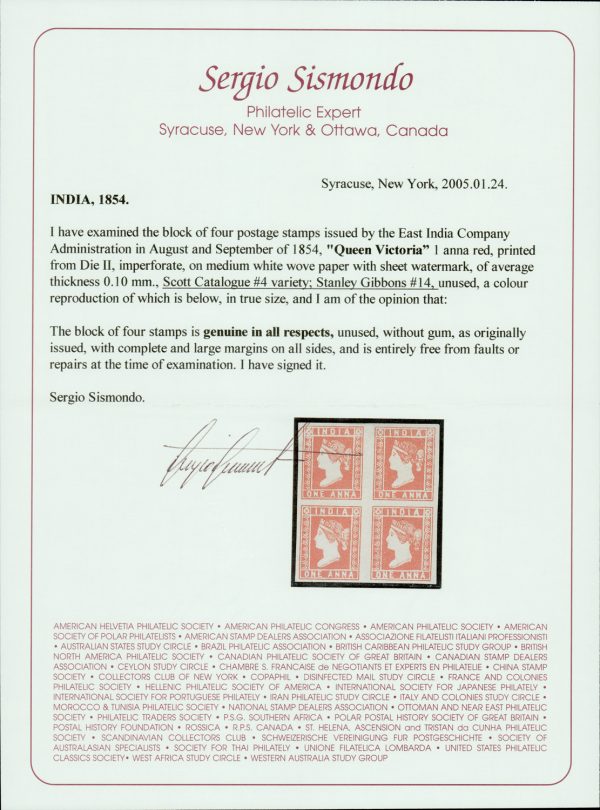 Sergio Sismondo
Philatelic Expert
Syracuse, New York & Ottawa, Canada
Syracuse, New York, 2005.01.24.
INDIA, 1854.
I have examined the block of four postage stamps issued by the East India Company
Administration in August and September of 1854, "Queen Victoria” 1 anna red, printed
from Die II, imperforate, on medium white wove paper with sheet watermark, of average
thickness 0.10 mm., Scott Catalogue #4 variety; Stanley Gibbons #14, unused, a colour
reproduction of which is below, in true size, and I am of the opinion that:
The block of four stamps is genuine in all respects, unused, without gum, as originally
issued, with complete and large margins on all sides, and is entirely free from faults or
repairs at the time of examination. I have signed it.
Sergio Sismondo.
INDIA INDIA
ONE ANNA ONE ANNA
INDIA INDIA
ONE ANNA ONE ANNA
AMERICAN HELVETIA PHILATELIC SOCIETY • AMERICAN PHILATELIC CONGRESS • AMERICAN PHILATELIC SOCIETY • AMERICAN
SOCIETY OF POLAR PHILATELISTS • AMERICAN STAMP DEALERS ASSOCIATION • ASSOCIAZIONE FILATELISTI ITALIANI PROFESSIONISTI
• AUSTRALIAN STATES STUDY CIRCLE • BRAZIL PHILATELIC ASSOCIATION • BRITISH CARIBBEAN PHILATELIC STUDY GROUP • BRITISH
NORTH AMERICA PHILATELIC SOCIETY • CANADIAN PHILATELIC SOCIETY OF GREAT BRITAIN • CANADIAN STAMP DEALERS
ASSOCIATION • CEYLON STUDY CIRCLE • CHAMBRE S. FRANCAISE de NEGOTIANTS ET EXPERTS EN PHILATELIE • CHINA STAMP
SOCIETY • COLLECTORS CLUB OF NEW YORK • COPAPHIL • DISINFECTED MAIL STUDY CIRCLE • FRANCE AND COLONIES
PHILATELIC SOCIETY • HELLENIC PHILATELIC SOCIETY OF AMERICA • INTERNATIONAL SOCIETY FOR JAPANESE PHILATELY •
INTERNATIONAL SOCIETY FOR PORTUGUESE PHILATELY • IRAN PHILATELIC STUDY CIRCLE • ITALY AND COLONIES STUDY CIRCLE •
MOROCCO & TUNISIA PHILATELIC SOCIETY • NATIONAL STAMP DEALERS ASSOCIATION • OTTOMAN AND NEAR EAST PHILATELIC
SOCIETY • PHILATELIC TRADERS SOCIETY • P.S.G. SOUTHERN AFRICA • POLAR POSTAL HISTORY SOCIETY OF GREAT BRITAIN •
POSTAL HISTORY FOUNDATION • ROSSICA • R.P.S. CANADA • ST. HELENA, ASCENSION and TRISTAN da CUNHA PHILATELIC
SOCIETY • SCANDINAVIAN COLLECTORS CLUB • SCHWEIZERISCHE VEREINIGUNG FUR POSTGESCHICHTE • SOCIETY OF
AUSTRALASIAN SPECIALISTS • SOCIETY FOR THAI PHILATELY • UNIONE FILATELICA LOMBARDA • UNITED STATES PHILATELIC
CLASSICS SOCIETY• WEST AFRICA STUDY CIRCLE • WESTERN AUSTRALIA STUDY GROUP